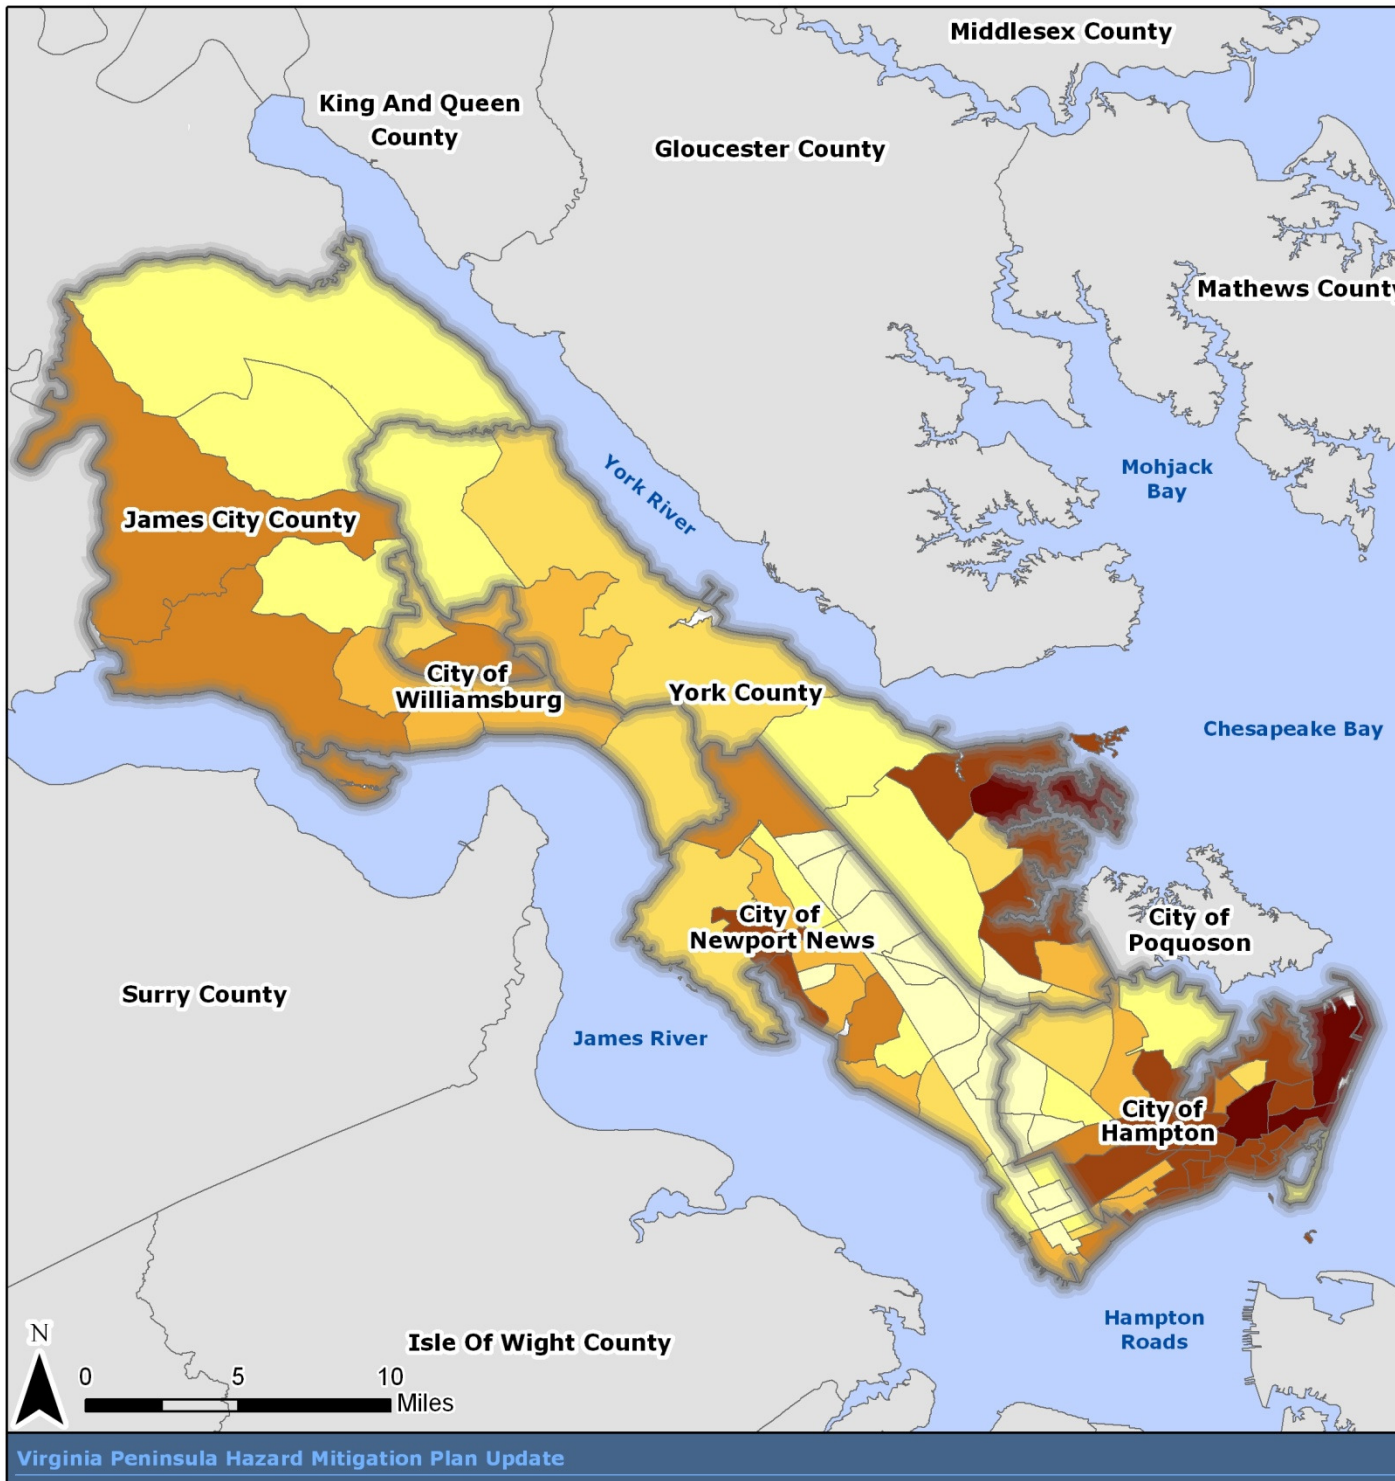 Middlesex County
King And Queen
County
Gloucester County
Mathews County
Mohjack
Bay
York River
James City County
City of
Williamsburg
York County
Chesapeake Bay
City of
Newport News
City of
Poquoson
Surry County
James River
City of
Hampton
Hampton
Roads
Isle Of Wight County
N
0 5 10
Miles
Virginia Peninsula Hazard Mitigation Plan Update